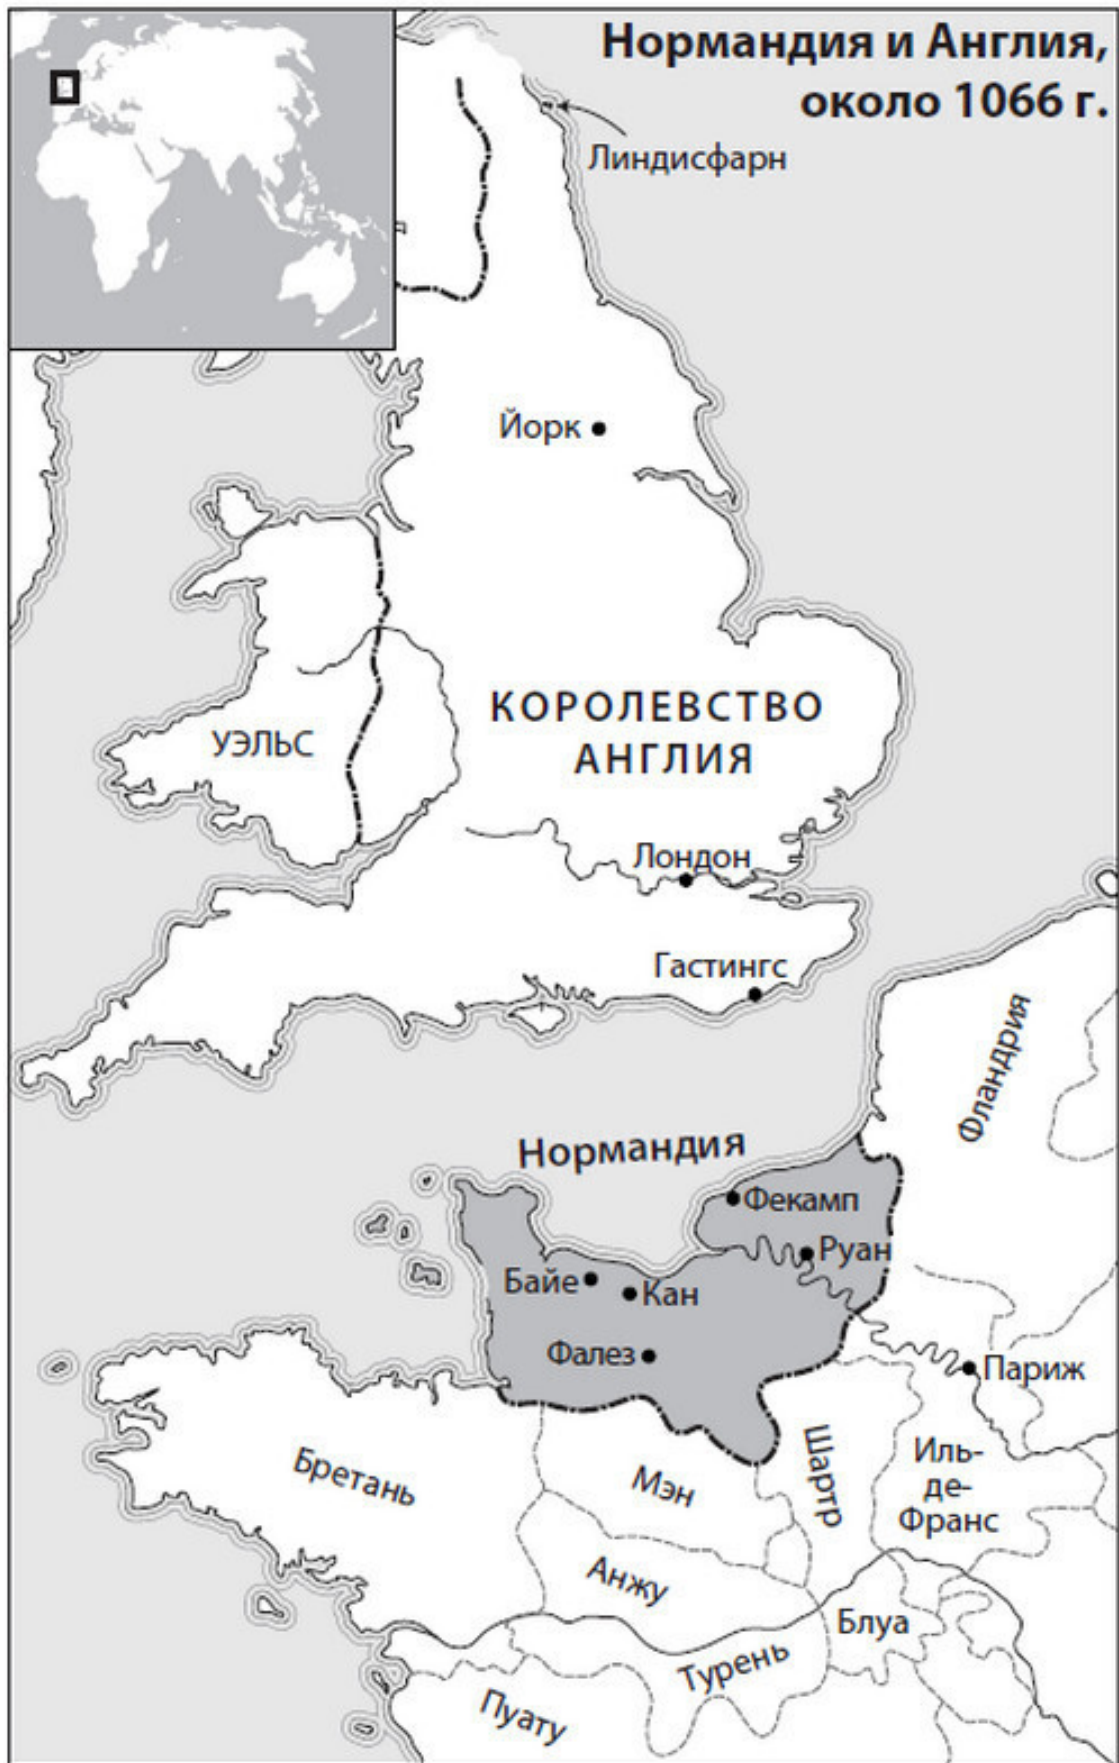 Нормандия и Англия,
около 1066 г.
Линдисфарн
Йорк
КОРОЛЕВСТВО
АНГЛИЯ
УЭЛЬС
Лондон
Гастингс
Фландрия
Нормандия
Фекамп
Руан
Байе
Кан
Фалез
Париж
Бретань
Мэн
Шартр
Иль-
де-
Франс
Анжу
Блуа
Турень
Пуату